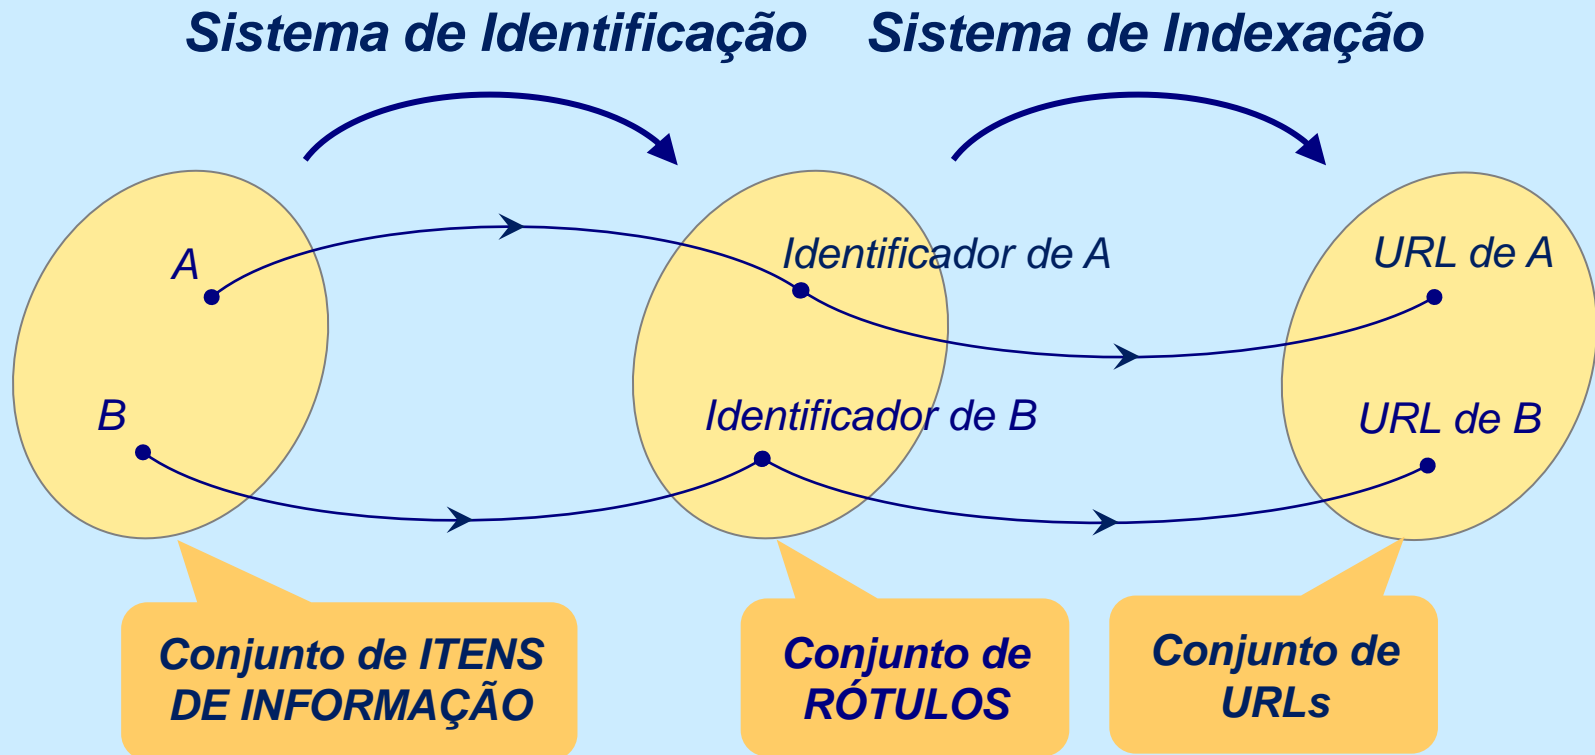 Sistema de Identificação
Sistema de Indexação
A
Identificador de A
URL de A
B
Identificador de B
URL de B
Conjunto de ITENS
DE INFORMAÇÃO
Conjunto de
RÓTULOS
Conjunto de
URLs